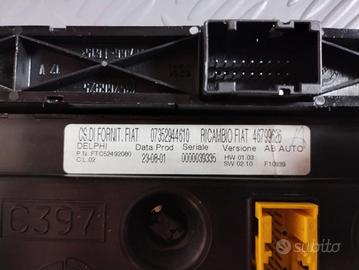 CS.DI FORNIT. FIAT 07352944610 RICAMBIO FIAT 46799626
DELPHI Data Prod Seriale Versione AB AUTO
P.N. FTC52492080 23-08-01 0000039335 HW 01.03
C.L.02 SW 02.10 F10939
C397
subito